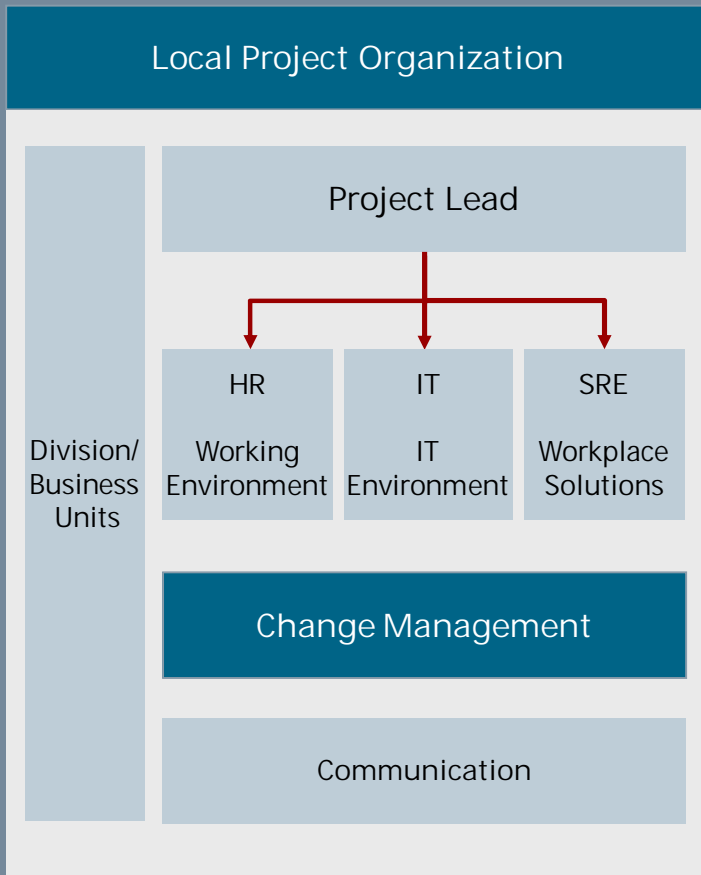 Local Project Organization
Project Lead
Division/
Business
Units
HR
Working
Environment
IT
IT
Environment
SRE
Workplace
Solutions
Change Management
Communication